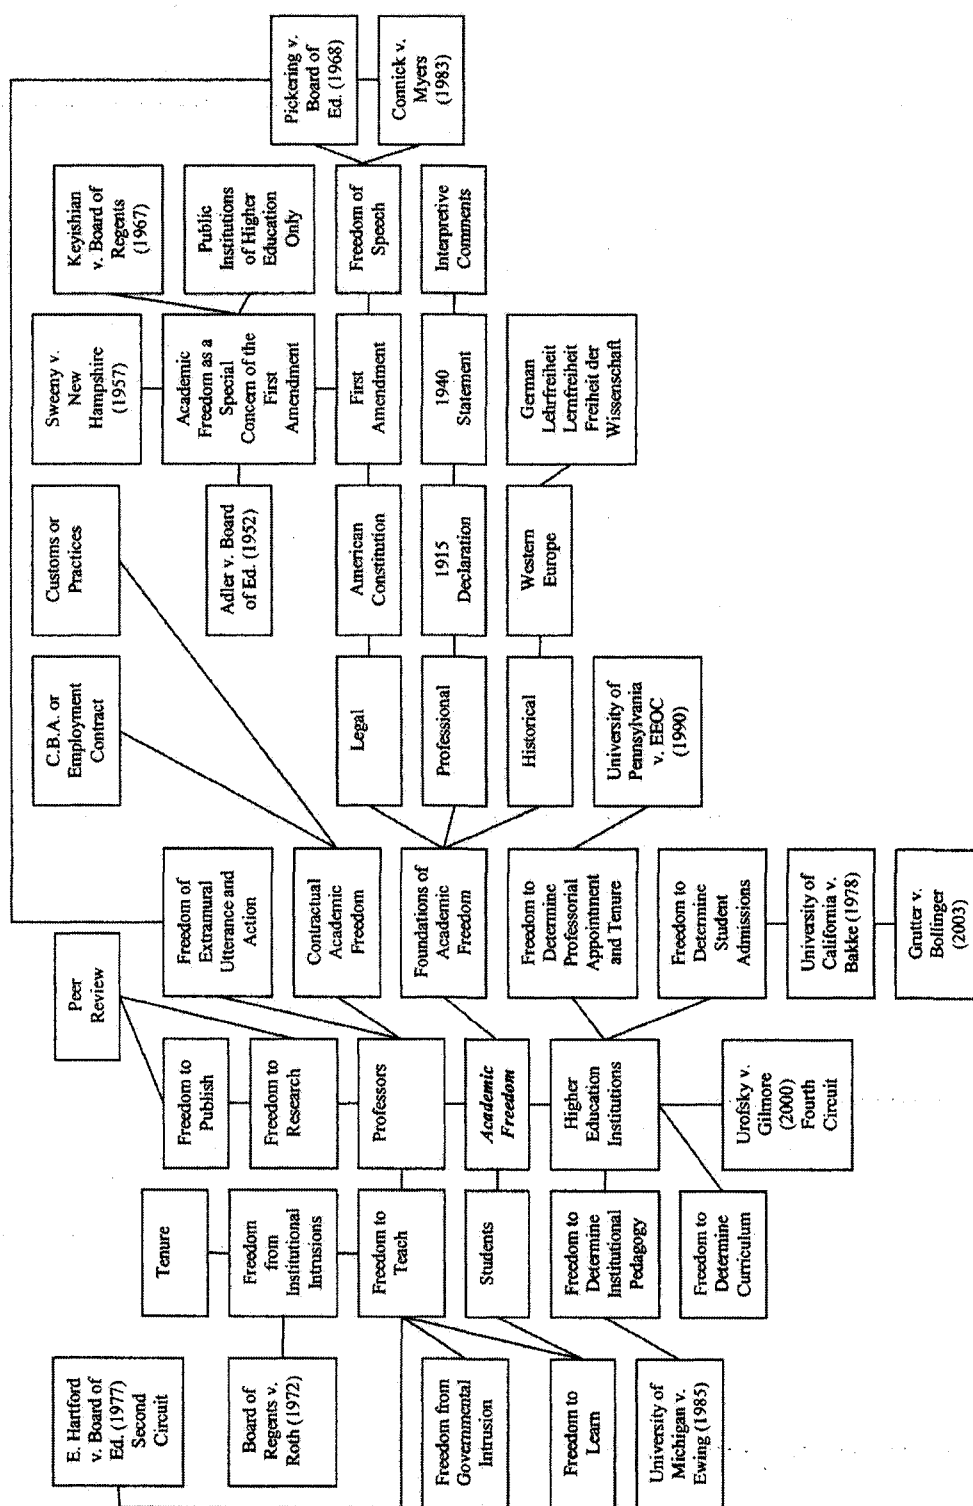 E. Hartford
v. Board of
Ed. (1977)
Second
Circuit
Tenure
Peer
Review
C.B.A. or
Employment
Contract
Customs or
Practices
Sweeny v.
New
Hampshire
(1957)
Keyishian
v. Board of
Regents
(1967)
Freedom to
Publish
Freedom of
Extramural
Utterance and
Action
Board of
Regents v.
Roth (1972)
Freedom
from
Institutional
Intrusions
Freedom to
Research
Contractual
Academic
Freedom
Adler v. Board
of Ed. (1952)
Academic
Freedom as a
Special
Concern of the
First
Amendment
Public
Institutions
of Higher
Education
Only
Pickering v.
Board of
Ed. (1968)
Freedom to
Teach
Professors
Legal
American
Constitution
First
Amendment
Freedom of
Speech
Connick v.
Myers
(1983)
Freedom from
Governmental
Intrusion
Students
Academic
Freedom
Foundations of
Academic
Freedom
Professional
1915
Declaration
1940
Statement
Interpretive
Comments
Freedom to
Learn
Freedom to
Determine
Institutional
Pedagogy
Higher
Education
Institutions
Freedom to
Determine
Professorial
Appointment
and Tenure
Historical
Western
Europe
German
Lehrfreiheit
Lernfreiheit
Freiheit der
Wissenschaft
University of
Michigan v.
Ewing (1985)
Freedom to
Determine
Curriculum
Urofsky v.
Gilmore
(2000)
Fourth
Circuit
Freedom to
Determine
Student
Admissions
University of
Pennsylvania
v. EEOC
(1990)
University of
California v.
Bakke (1978)
Grutter v.
Bollinger
(2003)